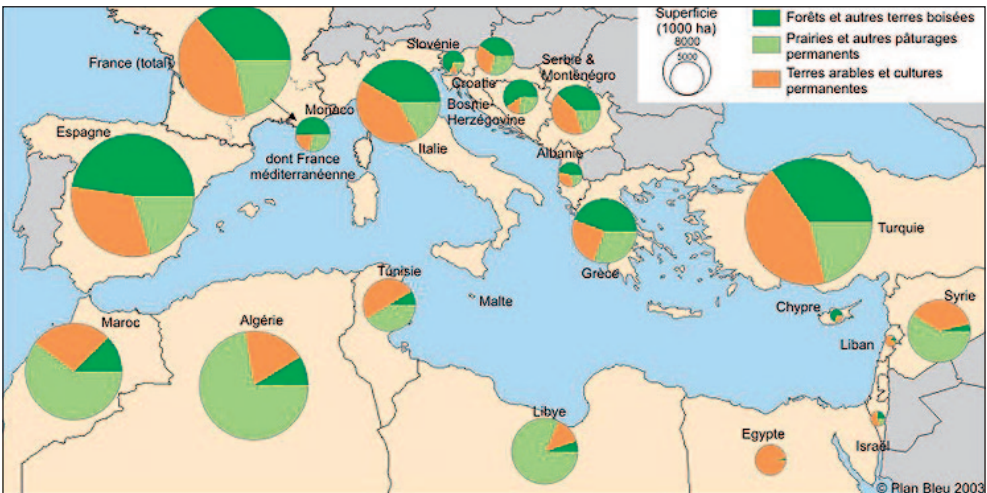 Superficie
(1000 ha)
8000
5000
Forêts et autres terres boisées
Prairies et autres pâturages
permanents
Terres arables et cultures
permanentes
France (total)
Slovénie
Croatie
Serbie &
Monténégro
Bosnie-
Herzégovine
Monaco
Espagne
dont France
méditerranéenne
Italie
Albanie
Grèce
Turquie
Tunisie
Malte
Chypre
Syrie
Maroc
Algérie
Liban
Libye
Egypte
Israël
© Plan Bleu 2003